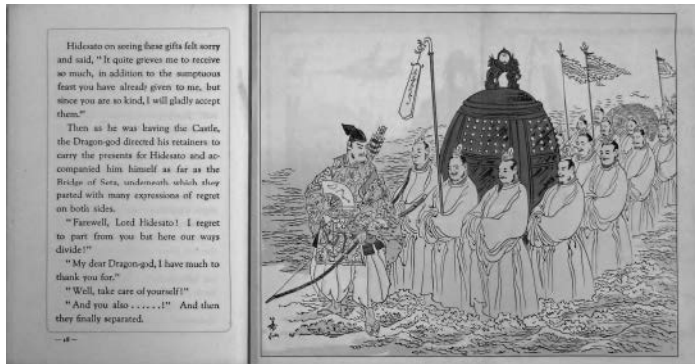 Hidesato on seeing these gifts felt sorry
and said, "It quite grieves me to receive
so much, in addition to the sumptuous
feast you have already given to me, but
since you are so kind, I will gladly accept
them."
Then as he was leaving the Castle,
the Dragon-god directed his retainers to
carry the presents for Hidesato and ac-
companied him himself as far as the
Bridge of Seta, underneath which they
parted with many expressions of regret
on both sides.
"Farewell, Lord Hidesato! I regret
to part from you but here our ways
divide!"
"My dear Dragon-god, I have much to
thank you for."
"Well, take care of yourself!"
"And you also . . . . . .!" And then
they finally separated.